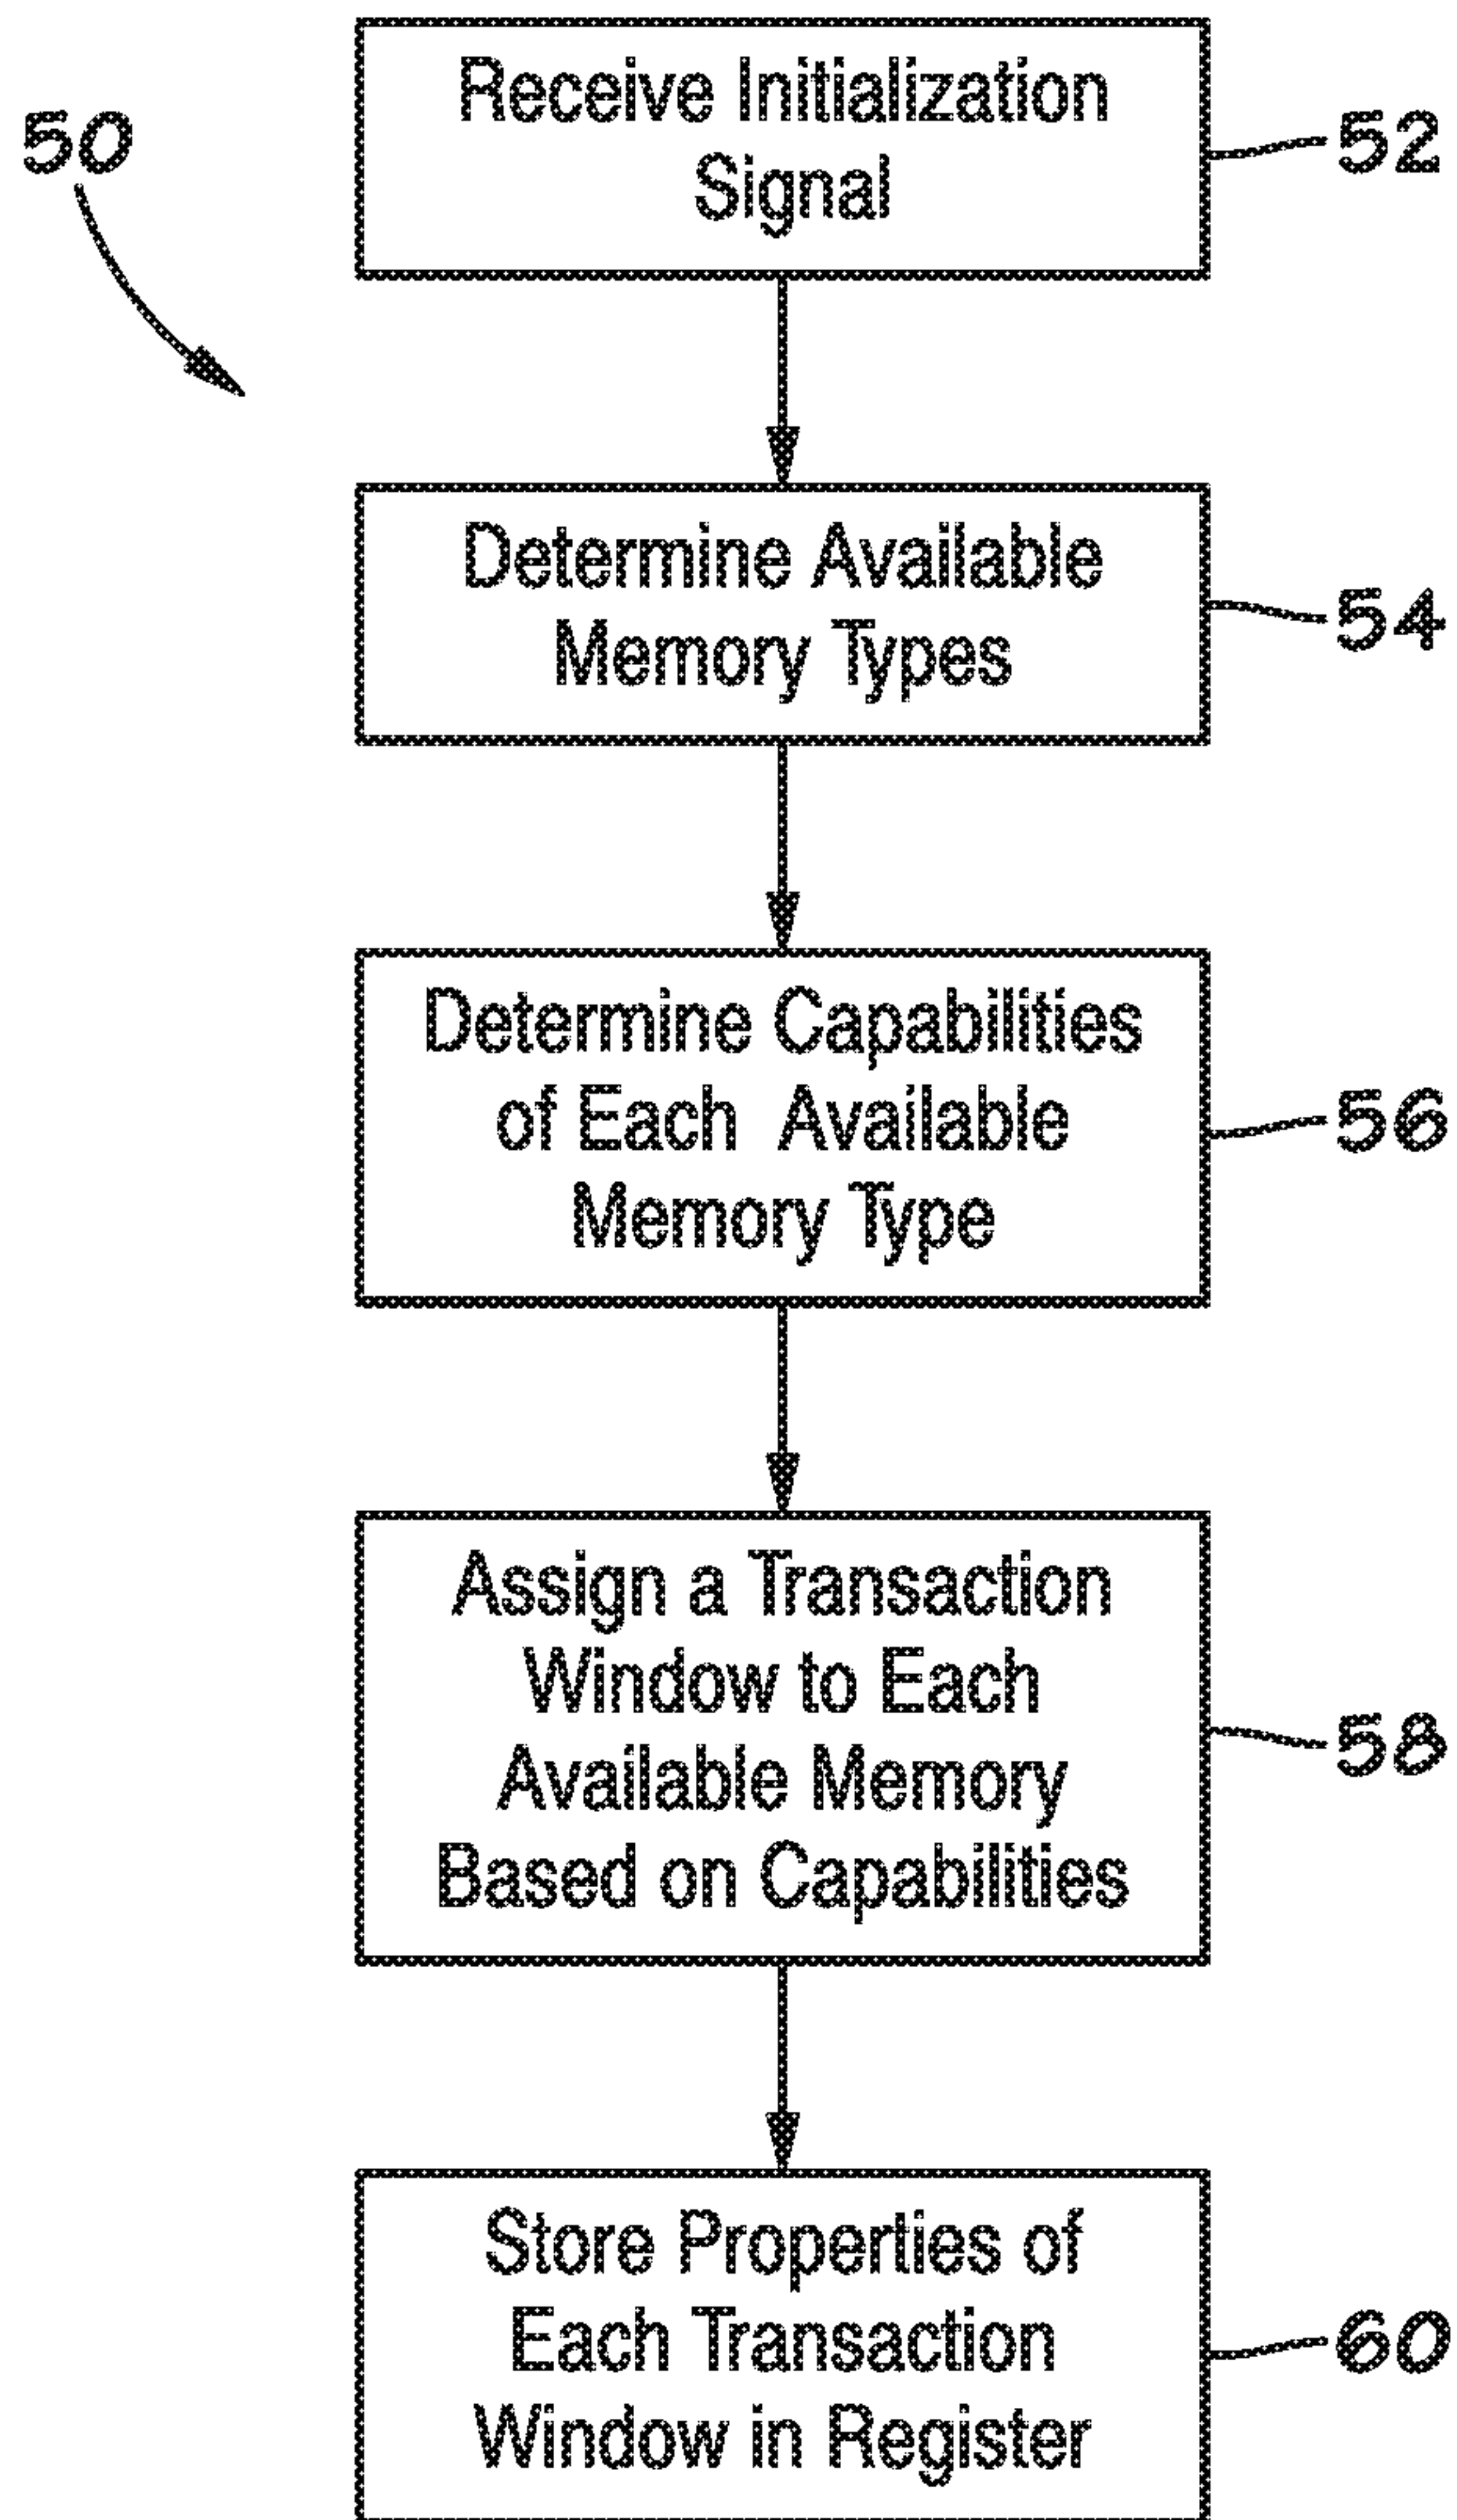 50
Receive Initialization
Signal
52
Determine Available
Memory Types
54
Determine Capabilities
of Each Available
Memory Type
56
Assign a Transaction
Window to Each
Available Memory
Based on Capabilities
58
Store Properties of
Each Transaction
Window in Register
60